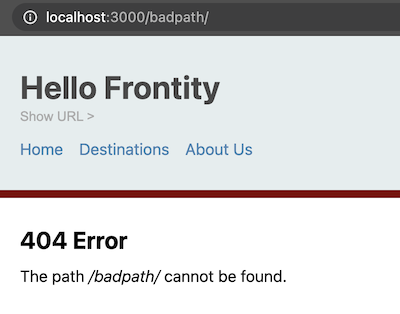 localhost:3000/badpath/
Hello Frontity
Show URL >
Home Destinations About Us
404 Error
The path /badpath/ cannot be found.